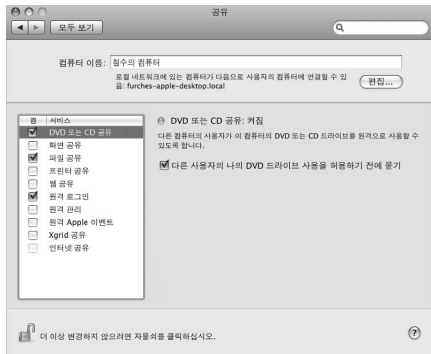 공유
모두 보기
컴퓨터 이름: 철수의 컴퓨터
로컬 네트워크에 있는 컴퓨터가 다음으로 사용자의 컴퓨터에 연결할 수 있
음: furches-apple-desktop.local
편집...
켬 서비스
DVD 또는 CD 공유
화면 공유
파일 공유
프린터 공유
웹 공유
원격 로그인
원격 관리
원격 Apple 이벤트
Xgrid 공유
인터넷 공유
DVD 또는 CD 공유: 켜짐
다른 컴퓨터의 사용자가 이 컴퓨터의 DVD 또는 CD 드라이브를 원격으로 사용할 수
있도록 합니다.
다른 사용자의 나의 DVD 드라이브 사용을 허용하기 전에 묻기
더 이상 변경하지 않으려면 자물쇠를 클릭하십시오.
?